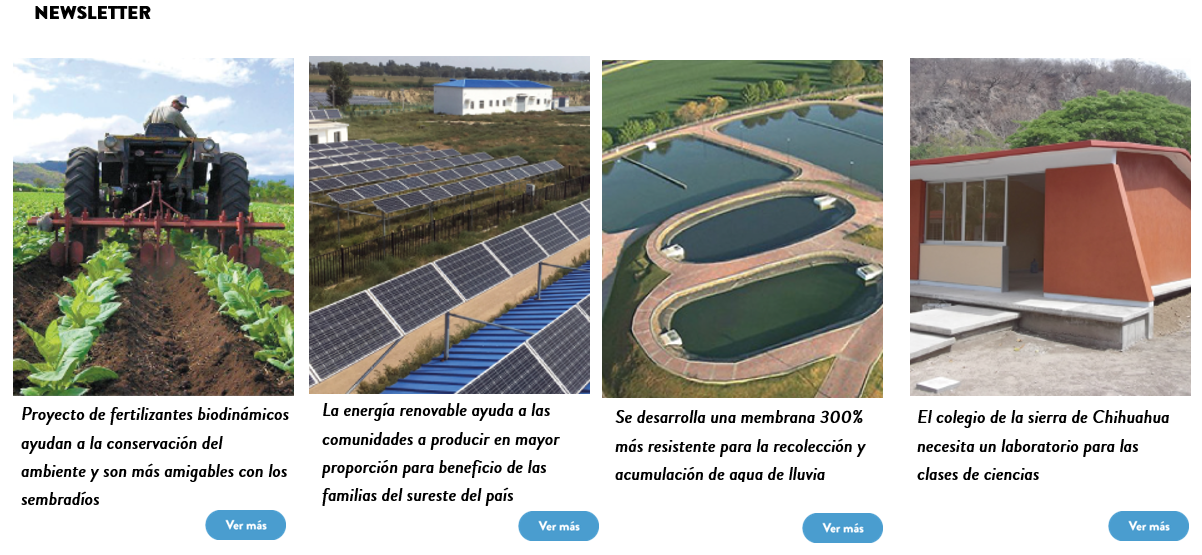 NEWSLETTER
Proyecto de fertilizantes biodinámicos
ayudan a la conservación del
ambiente y son más amigables con los
sembradíos
Ver más
La energía renovable ayuda a las
comunidades a producir en mayor
proporción para beneficio de las
familias del sureste del país
Ver más
Se desarrolla una membrana 300%
más resistente para la recolección y
acumulación de agua de lluvia
Ver más
El colegio de la sierra de Chihuahua
necesita un laboratorio para las
clases de ciencias
Ver más